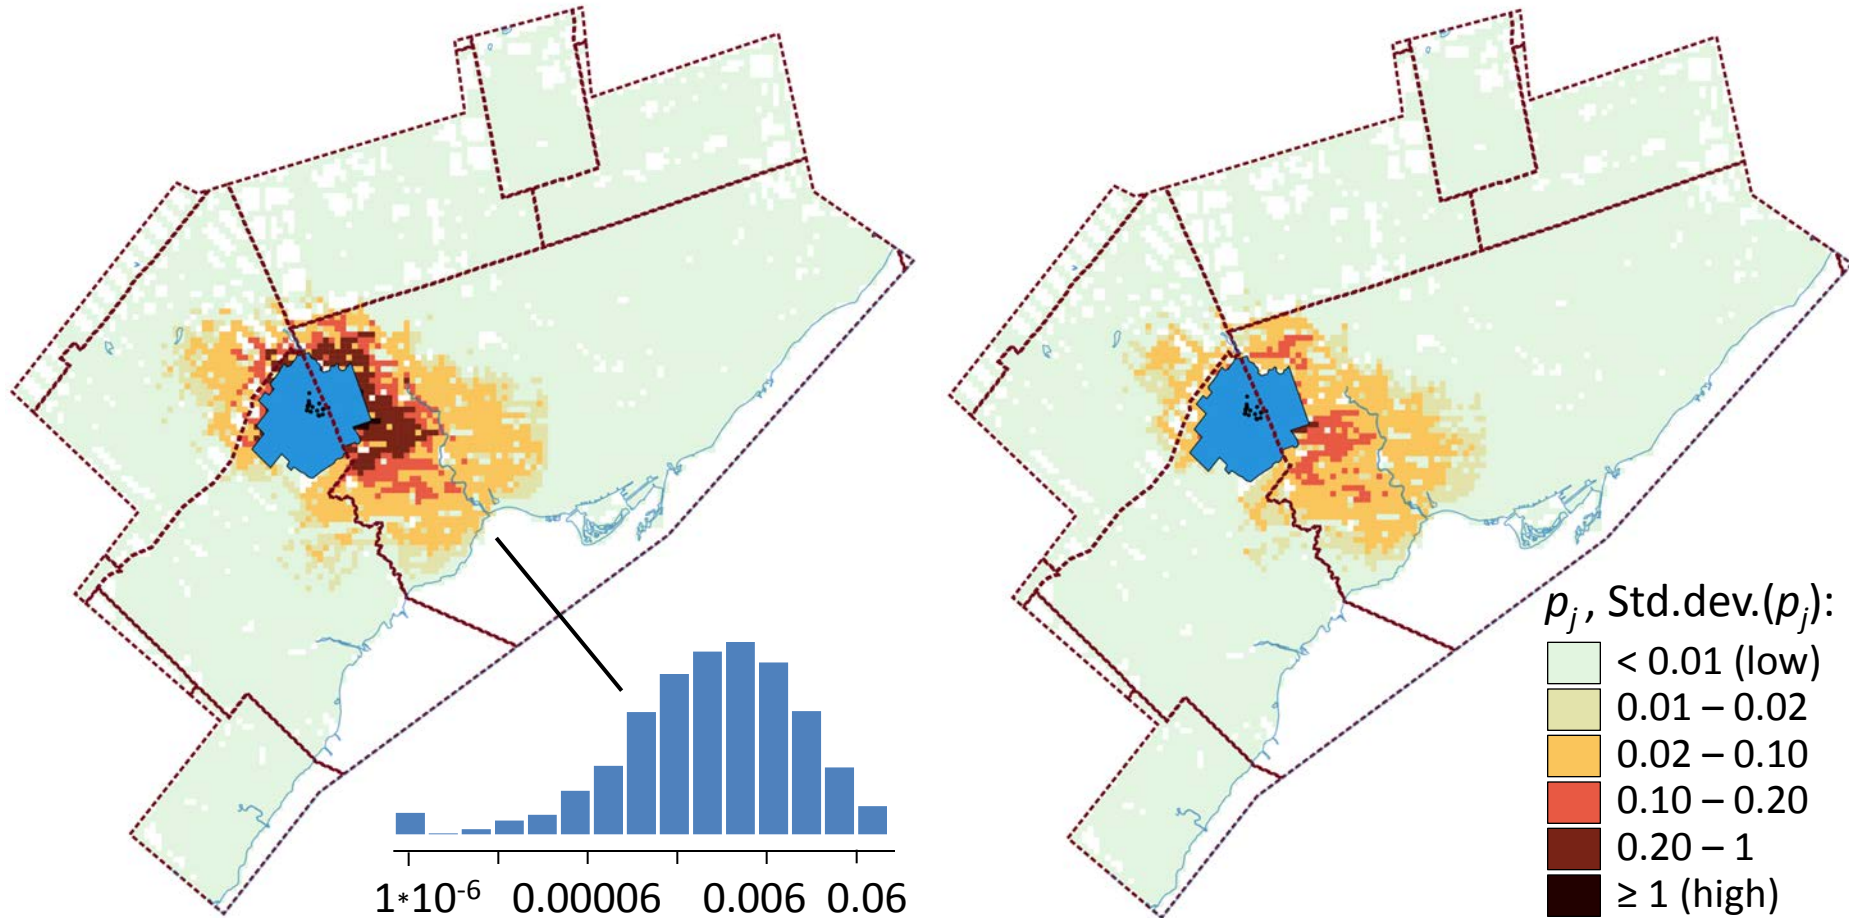 1*10⁻⁶ 0.00006 0.006 0.06
pⱼ, Std.dev.(pⱼ):
< 0.01 (low)
0.01 – 0.02
0.02 – 0.10
0.10 – 0.20
0.20 – 1
≥ 1 (high)